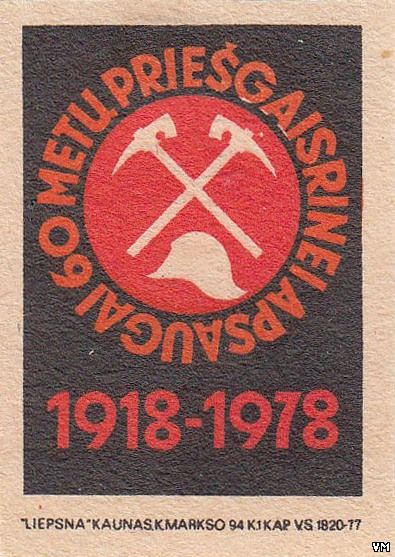 60 METŲ PRIEŠGAISRINEI APSAUGAI
1918-1978
"LIEPSNA" KAUNAS, K. MARKSO 94 K.1 KAP. V.S. 1820-77
VM